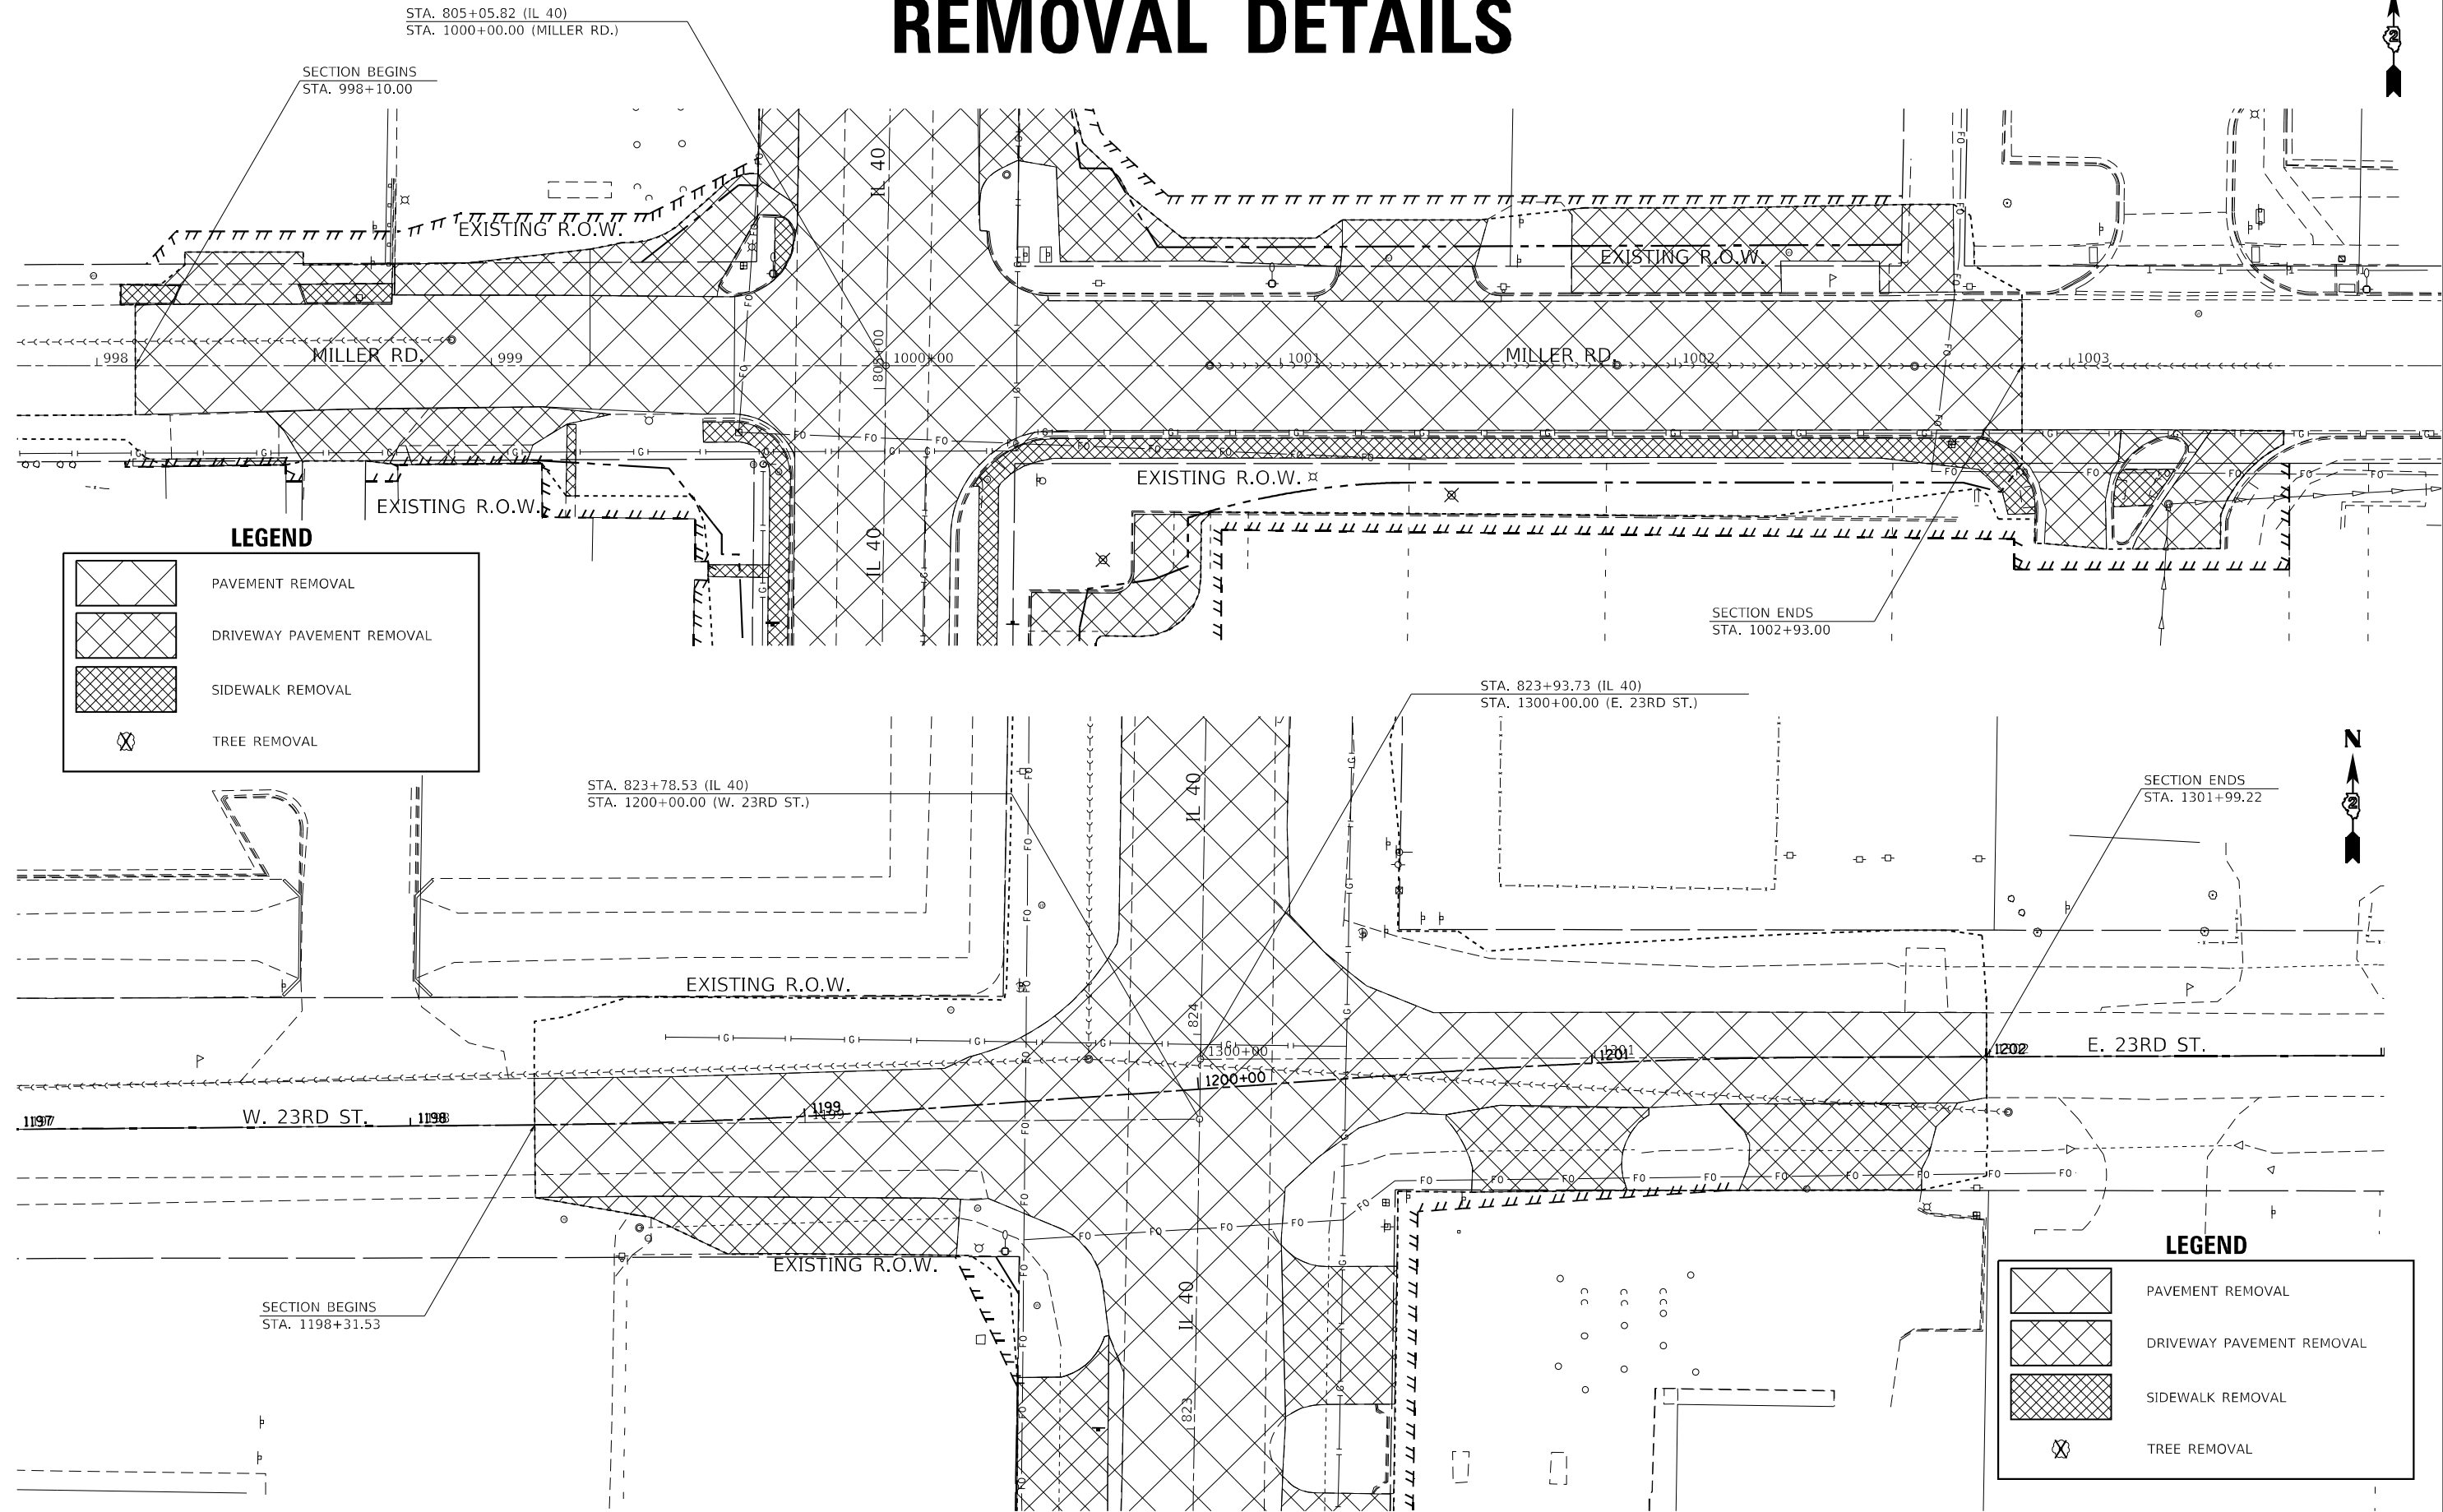 REMOVAL DETAILS
STA. 805+05.82 (IL 40)
STA. 1000+00.00 (MILLER RD.)
SECTION BEGINS
STA. 998+10.00
2
IL 40
EXISTING R.O.W.
EXISTING R.O.W.
998
MILLER RD.
999
805+00
1000+00
1001
MILLER RD.
1002
1003
EXISTING R.O.W.
EXISTING R.O.W.
IL 40
SECTION ENDS
STA. 1002+93.00
LEGEND
PAVEMENT REMOVAL
DRIVEWAY PAVEMENT REMOVAL
SIDEWALK REMOVAL
TREE REMOVAL
STA. 823+93.73 (IL 40)
STA. 1300+00.00 (E. 23RD ST.)
STA. 823+78.53 (IL 40)
STA. 1200+00.00 (W. 23RD ST.)
SECTION ENDS
STA. 1301+99.22
N
2
IL 40
EXISTING R.O.W.
824
1300+00
1200+00
1201
1202
E. 23RD ST.
1197
W. 23RD ST.
1198
1199
EXISTING R.O.W.
SECTION BEGINS
STA. 1198+31.53
IL 40
823
LEGEND
PAVEMENT REMOVAL
DRIVEWAY PAVEMENT REMOVAL
SIDEWALK REMOVAL
TREE REMOVAL